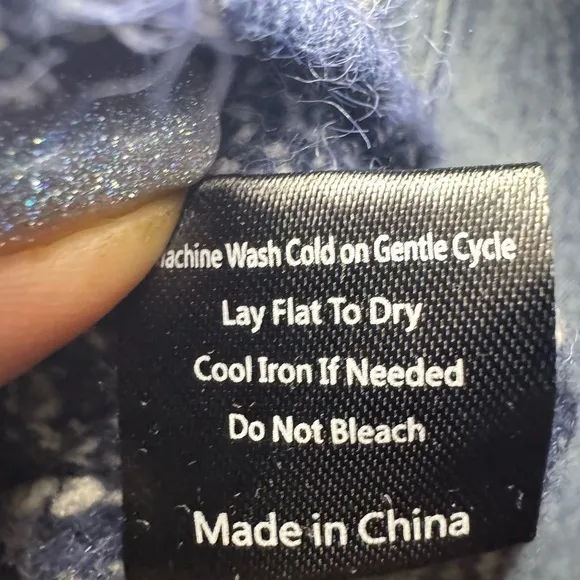 achine Wash Cold on Gentle Cycle
Lay Flat To Dry
Cool Iron If Needed
Do Not Bleach
Made in China